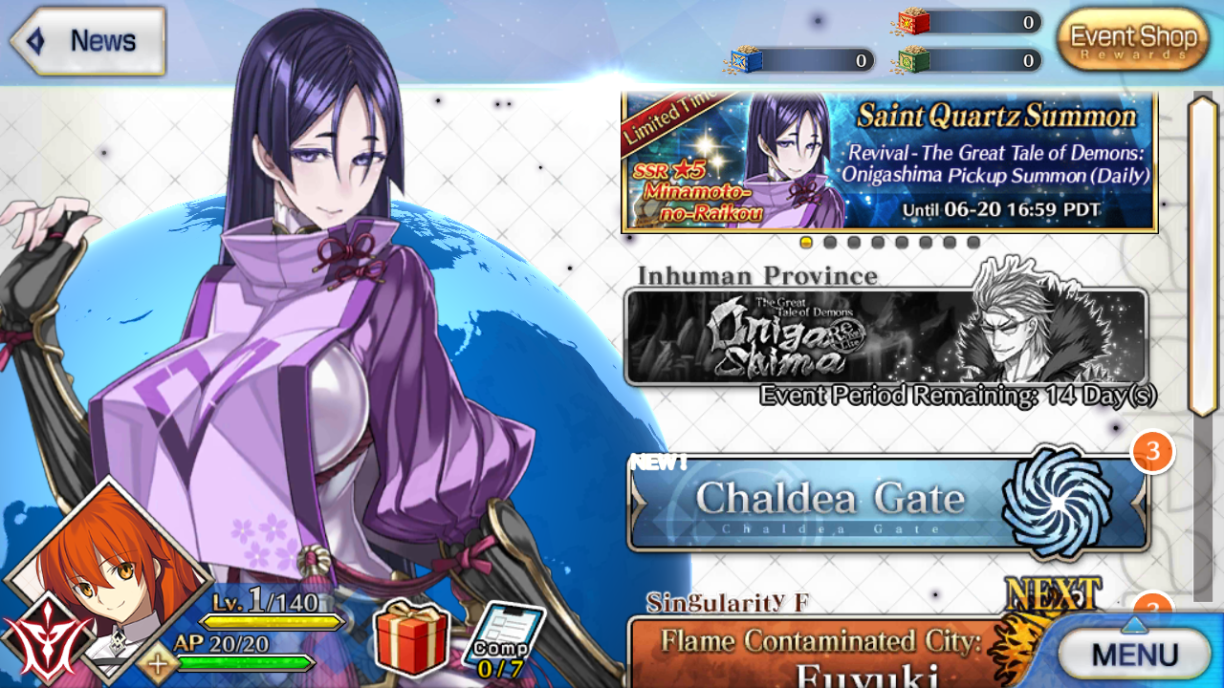 News
0
0
0
Event Shop
Rewards
Limited Time
Saint Quartz Summon
SSR ★5
Minamoto-
no-Raikou
Revival - The Great Tale of Demons:
Onigashima Pickup Summon (Daily)
Until 06-20 16:59 PDT
Inhuman Province
The Great
Tale of Demons
Onigashima
Event Period Remaining: 14 Day(s)
NEW!
3
Chaldea Gate
Chaldea Gate
Singularity F
NEXT
Flame Contaminated City:
Fuyuki
Lv. 1/140
AP 20/20
Comp
0/7
MENU